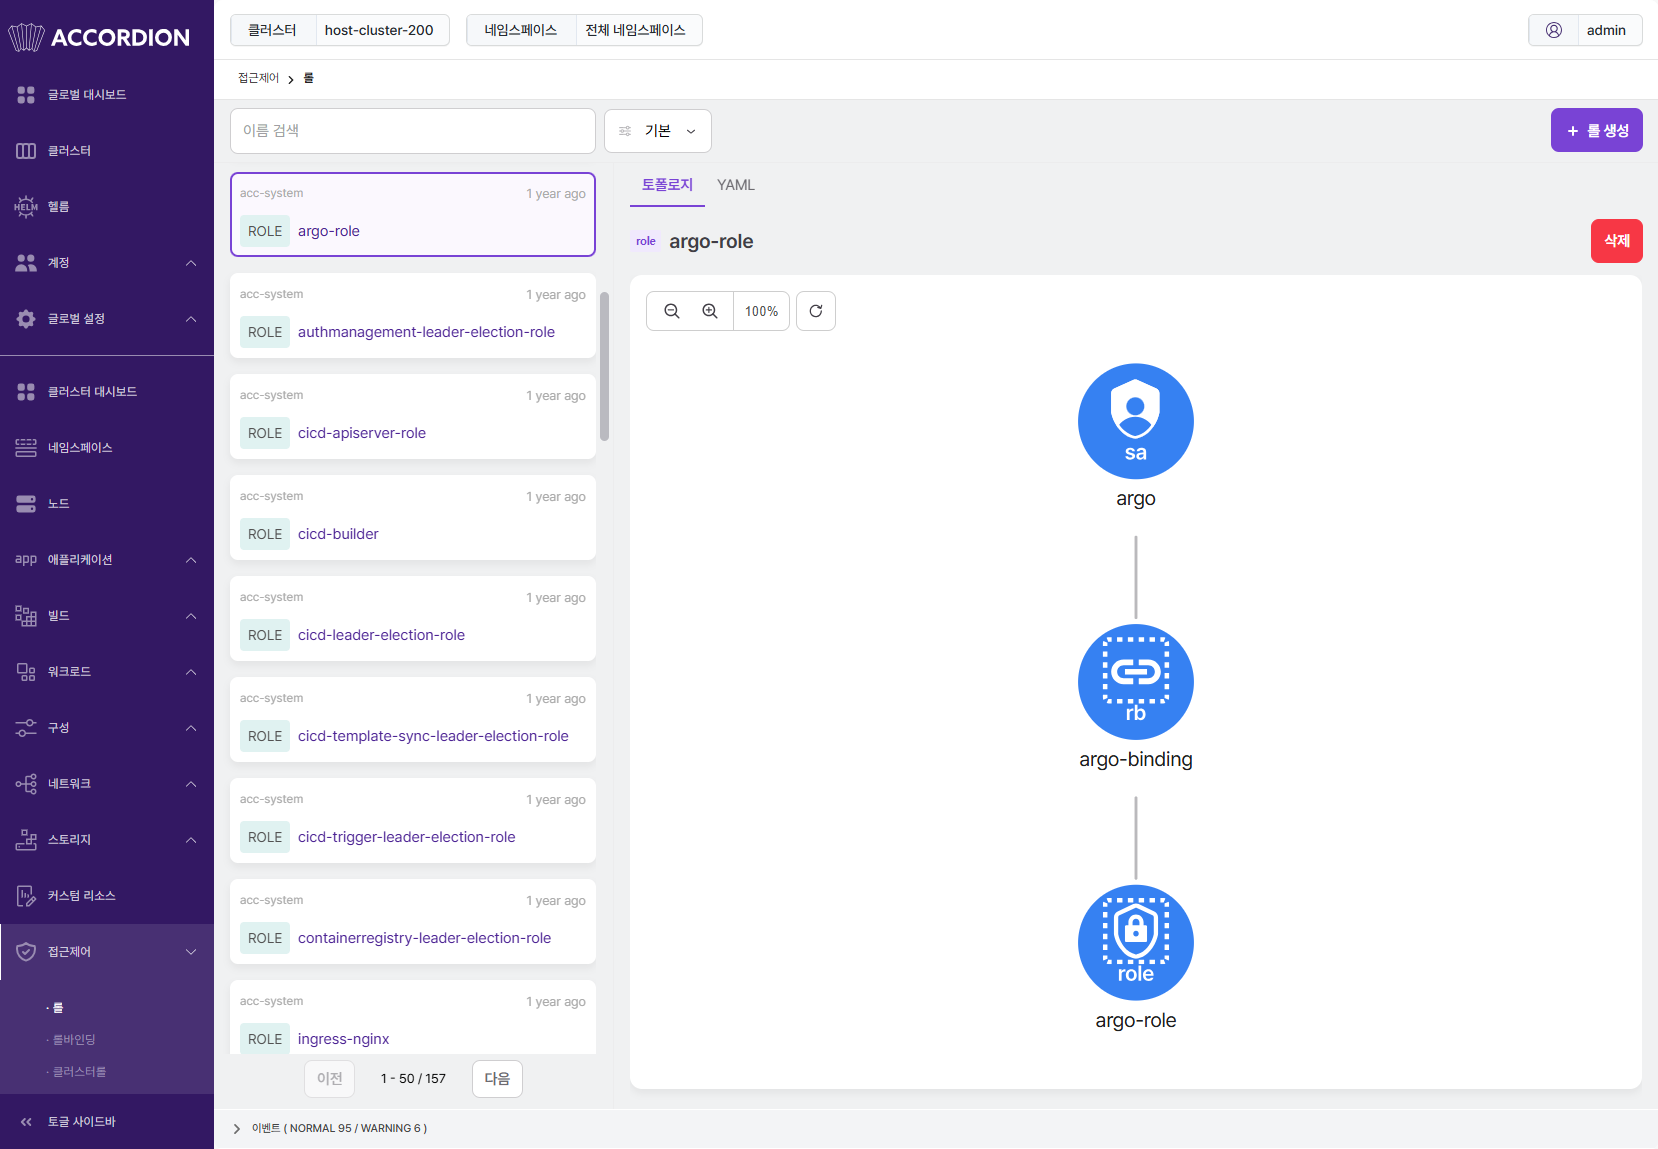 ACCORDION
글로벌 대시보드
클러스터
HELM 헬름
계정
글로벌 설정
클러스터 대시보드
네임스페이스
노드
app 애플리케이션
빌드
워크로드
구성
네트워크
스토리지
커스텀 리소스
접근제어
· 롤
· 롤바인딩
· 클러스터롤
토글 사이드바
클러스터 host-cluster-200
네임스페이스 전체 네임스페이스
admin
접근제어 > 롤
이름 검색
기본
+ 롤 생성
acc-system 1 year ago
ROLE argo-role
acc-system 1 year ago
ROLE authmanagement-leader-election-role
acc-system 1 year ago
ROLE cicd-apiserver-role
acc-system 1 year ago
ROLE cicd-builder
acc-system 1 year ago
ROLE cicd-leader-election-role
acc-system 1 year ago
ROLE cicd-template-sync-leader-election-role
acc-system 1 year ago
ROLE cicd-trigger-leader-election-role
acc-system 1 year ago
ROLE containerregistry-leader-election-role
acc-system 1 year ago
ROLE ingress-nginx
이전 1 - 50 / 157 다음
토폴로지 YAML
role argo-role
삭제
100%
sa
argo
rb
argo-binding
role
argo-role
이벤트 ( NORMAL 95 / WARNING 6 )